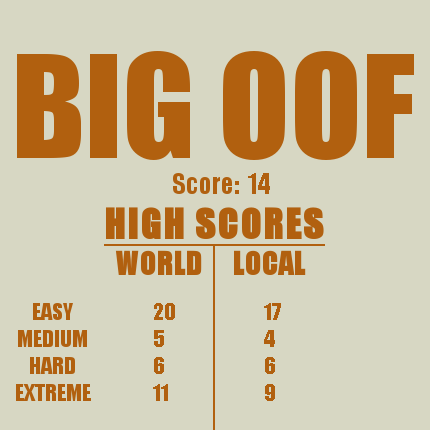 BIG OOF
Score: 14
HIGH SCORES
WORLD LOCAL
EASY 20 17
MEDIUM 5 4
HARD 6 6
EXTREME 11 9